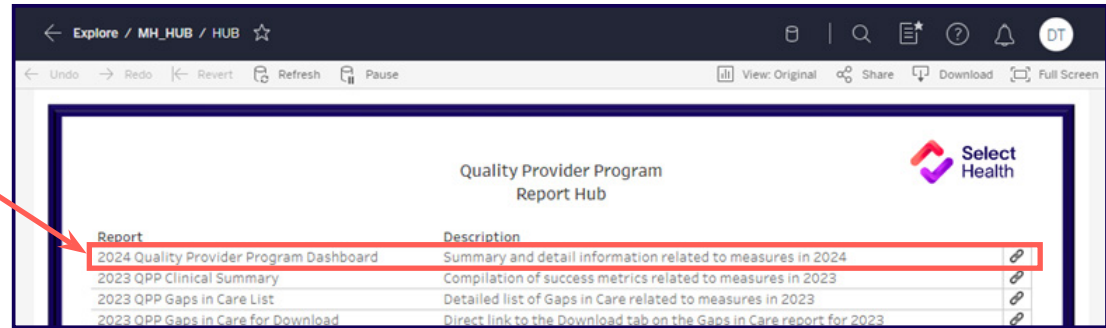 Explore / MH_HUB / HUB
DT
Undo Redo Revert Refresh Pause View: Original Share Download Full Screen
Quality Provider Program
Report Hub
Select
Health
Report Description
2024 Quality Provider Program Dashboard Summary and detail information related to measures in 2024
2023 QPP Clinical Summary Compilation of success metrics related to measures in 2023
2023 QPP Gaps in Care List Detailed list of Gaps in Care related to measures in 2023
2023 QPP Gaps in Care for Download Direct link to the Download tab on the Gaps in Care report for 2023